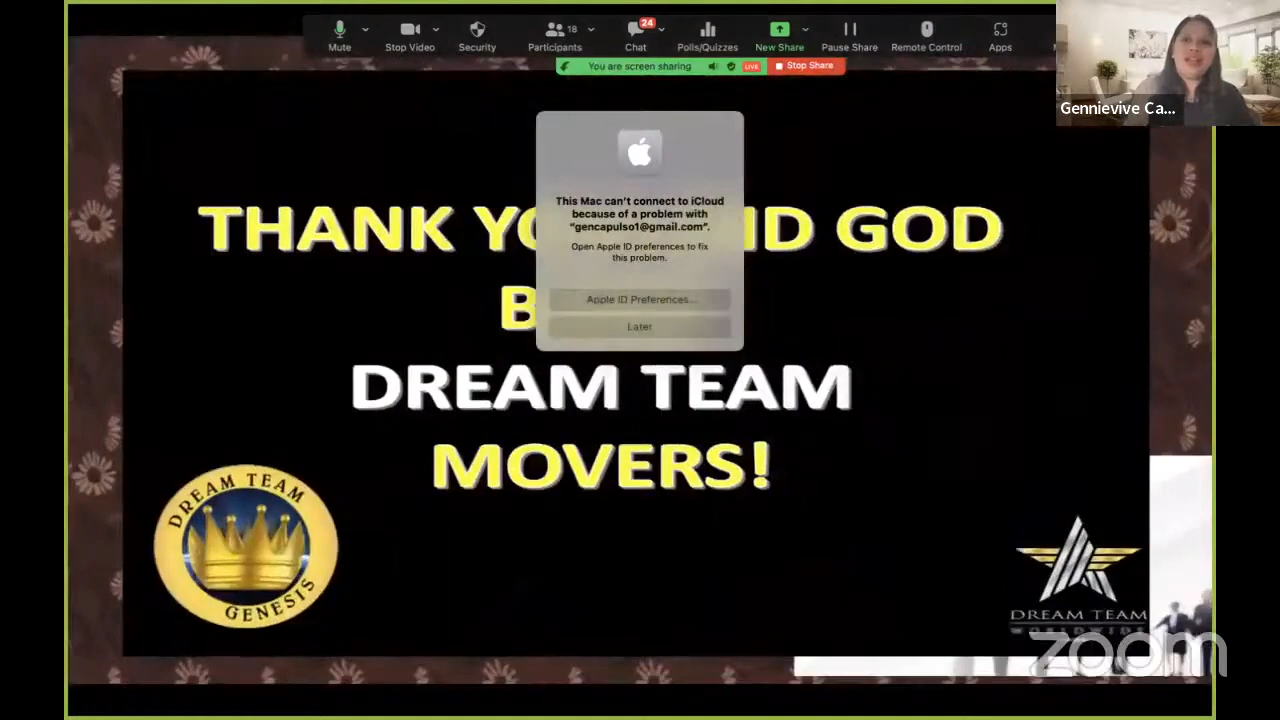 Mute
Stop Video
Security
Participants
18
Chat
24
Polls/Quizzes
New Share
Pause Share
Remote Control
Apps
You are screen sharing
LIVE
Stop Share
Gennievive Ca...
This Mac can't connect to iCloud
because of a problem with
"gencapulso1@gmail.com".
Open Apple ID preferences to fix
this problem.
Apple ID Preferences...
Later
THANK YO ID GOD
B
DREAM TEAM
MOVERS!
DREAM TEAM
GENESIS
DREAM TEAM
WORLDWIDE
zoom